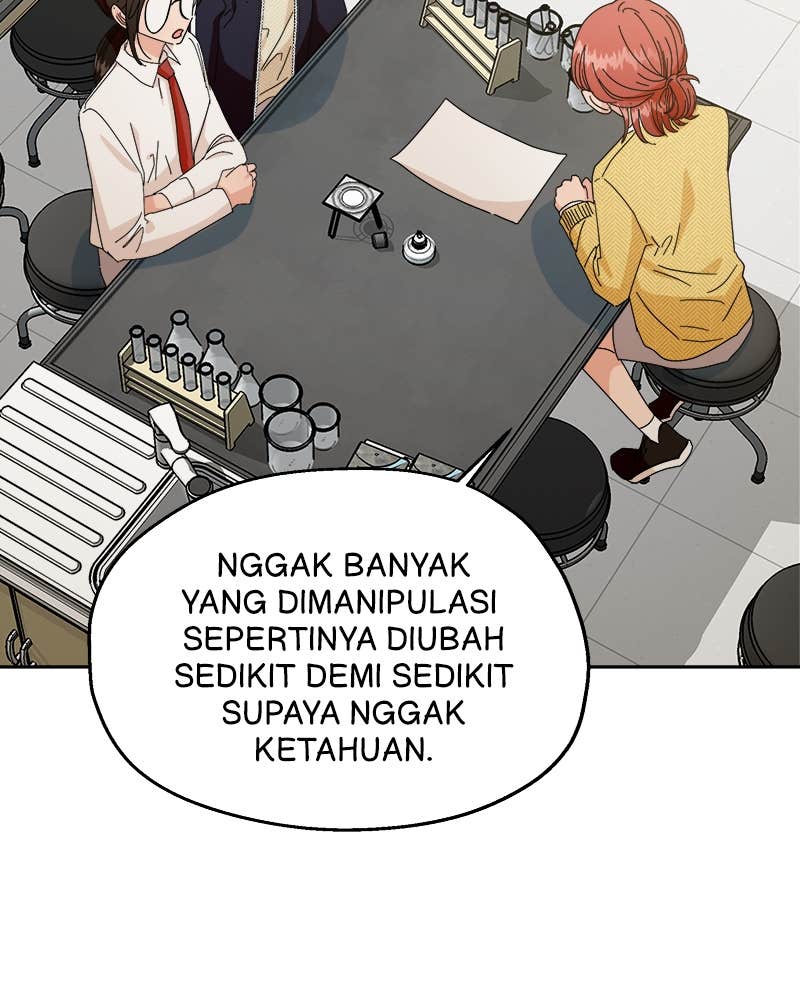 NGGAK BANYAK
YANG DIMANIPULASI
SEPERTINYA DIUBAH
SEDIKIT DEMI SEDIKIT
SUPAYA NGGAK
KETAHUAN.